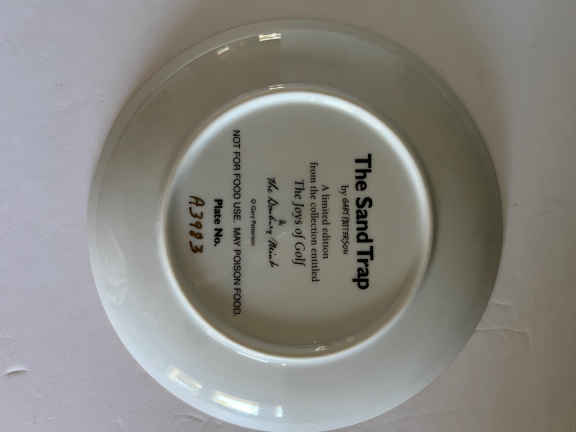 The Sand Trap
by GARY PATTERSON
A limited edition
from the collection entitled
The Joys of Golf
The Danbury Mint
© Gary Patterson
NOT FOR FOOD USE. MAY POISON FOOD.
Plate No.
A3983